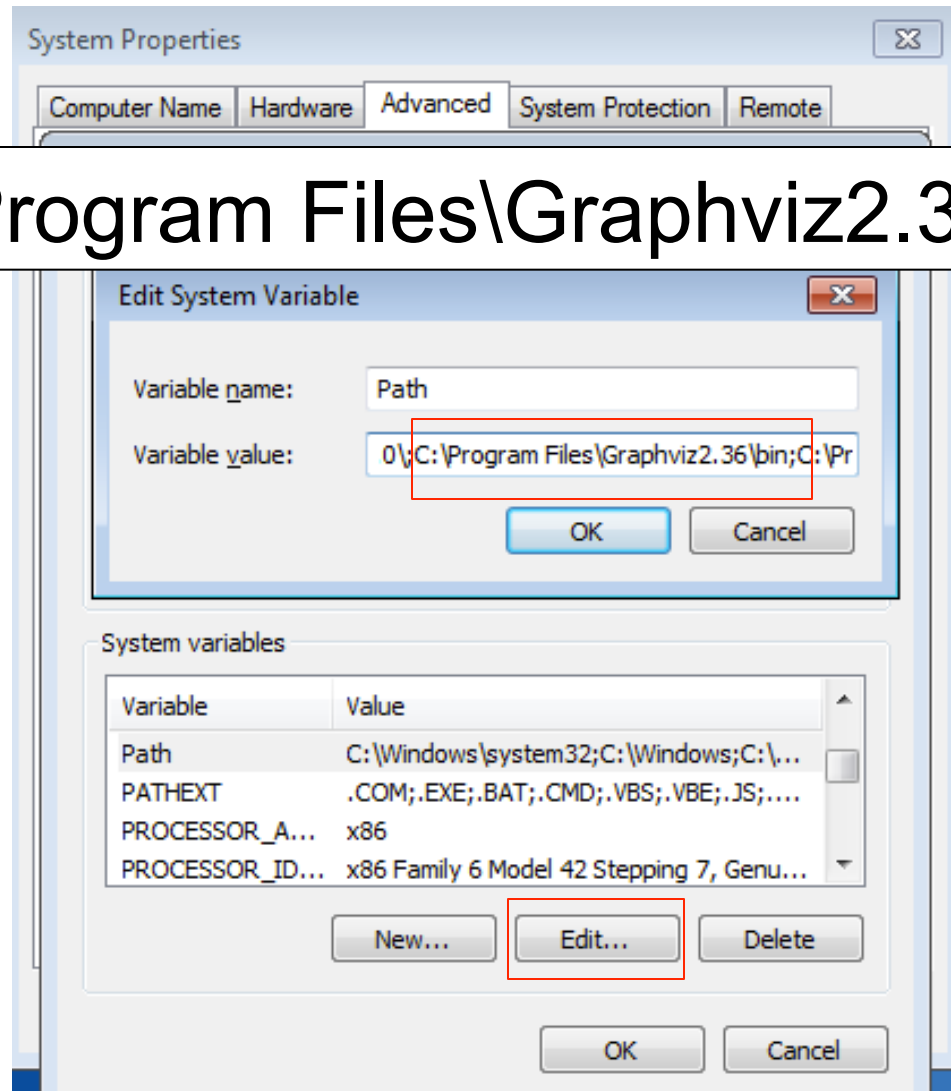 System Properties
Computer Name Hardware Advanced System Protection Remote
Program Files\Graphviz2.3
Edit System Variable
Variable name: Path
Variable value: 0\;C:\Program Files\Graphviz2.36\bin;C:\Pr
OK Cancel
System variables
Variable Value
Path C:\Windows\system32;C:\Windows;C:\...
PATHEXT .COM;.EXE;.BAT;.CMD;.VBS;.VBE;.JS;....
PROCESSOR_A... x86
PROCESSOR_ID... x86 Family 6 Model 42 Stepping 7, Genu...
New... Edit... Delete
OK Cancel